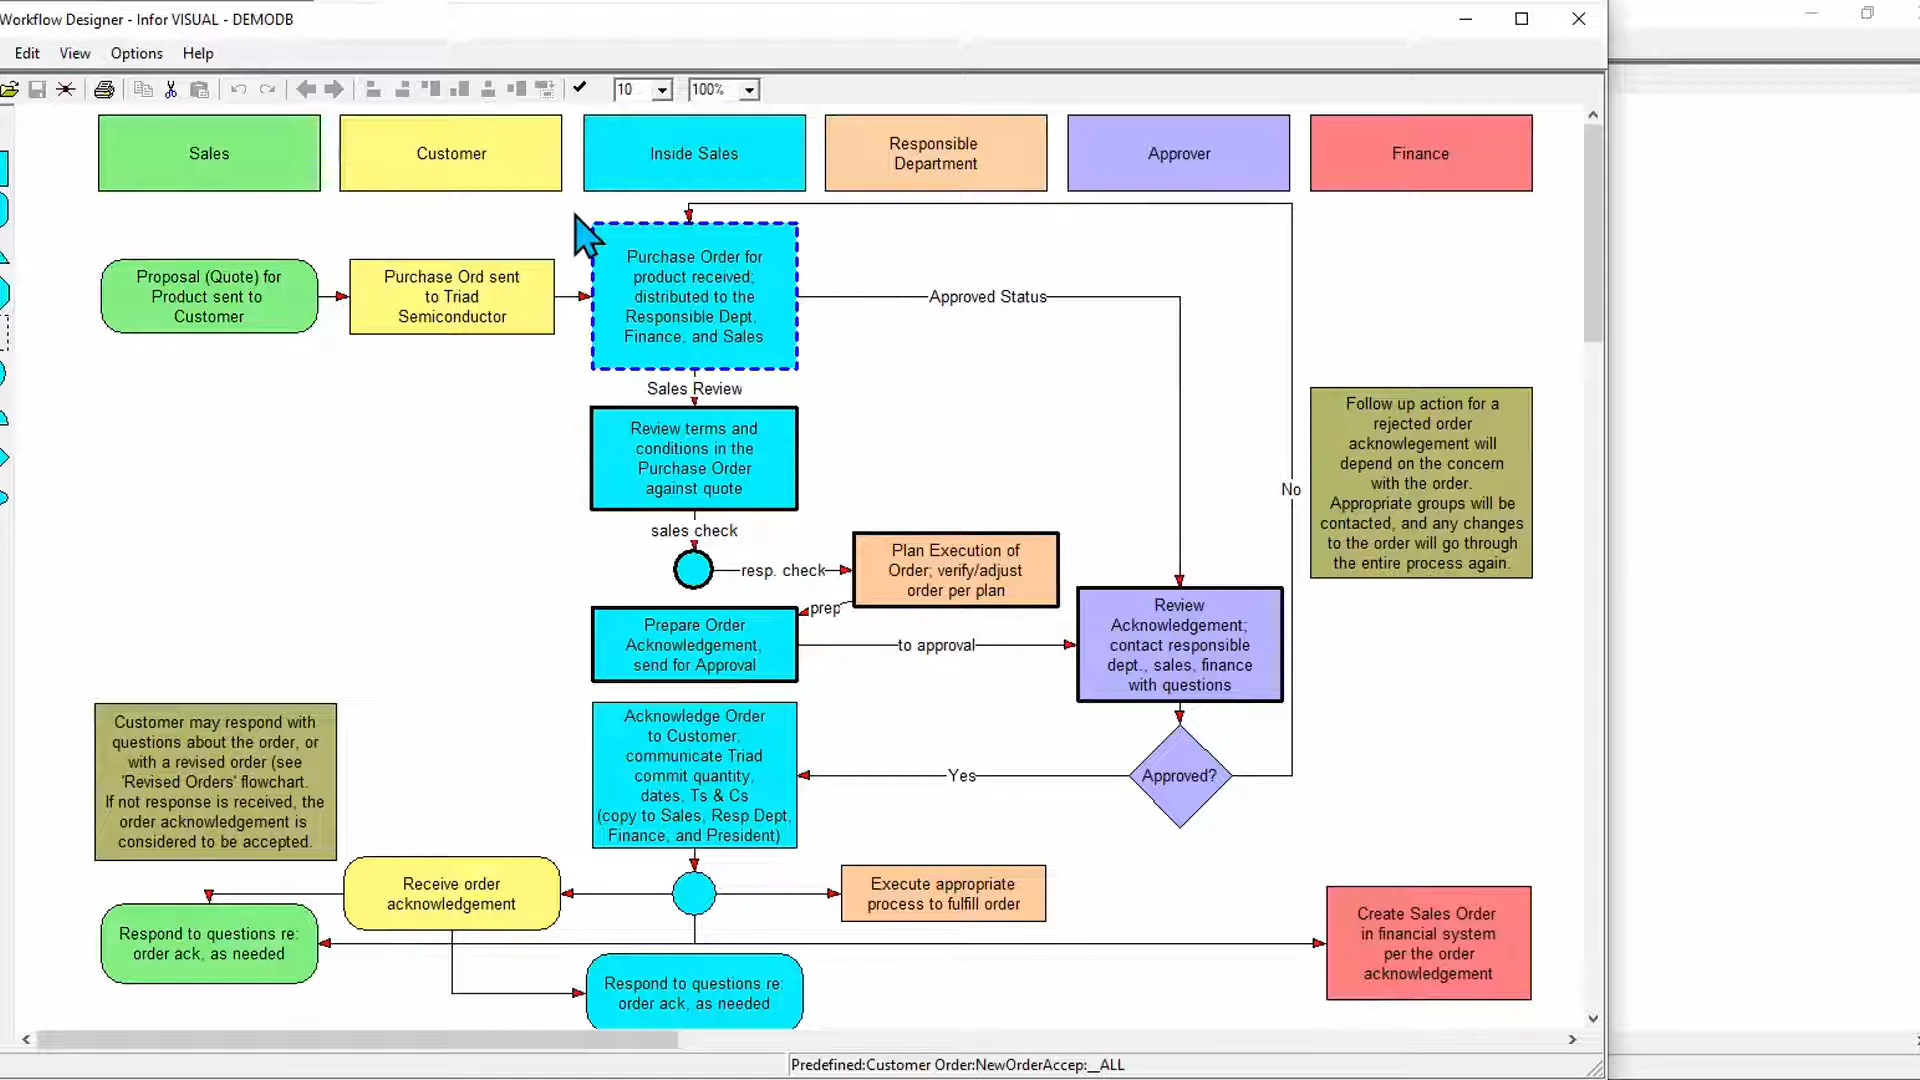 Workflow Designer - Infor VISUAL - DEMODB
Edit View Options Help
10 100%
Sales
Customer
Inside Sales
Responsible
Department
Approver
Finance
Proposal (Quote) for
Product sent to
Customer
Purchase Ord sent
to Triad
Semiconductor
Purchase Order for
product received;
distributed to the
Responsible Dept,
Finance, and Sales
Approved Status
Sales Review
Review terms and
conditions in the
Purchase Order
against quote
No
Follow up action for a
rejected order
acknowlegement will
depend on the concern
with the order.
Appropriate groups will be
contacted, and any changes
to the order will go through
the entire process again.
sales check
resp. check
Plan Execution of
Order; verify/adjust
order per plan
prep
Prepare Order
Acknowledgement,
send for Approval
to approval
Review
Acknowledgement;
contact responsible
dept., sales, finance
with questions
Customer may respond with
questions about the order, or
with a revised order (see
'Revised Orders' flowchart.
If not response is received, the
order acknowledgement is
considered to be accepted.
Acknowledge Order
to Customer;
communicate Triad
commit quantity,
dates, Ts & Cs
(copy to Sales, Resp Dept,
Finance, and President)
Yes
Approved?
Receive order
acknowledgement
Execute appropriate
process to fulfill order
Respond to questions re:
order ack, as needed
Create Sales Order
in financial system
per the order
acknowledgement
Respond to questions re:
order ack, as needed
Predefined:Customer Order:NewOrderAccep:__ALL